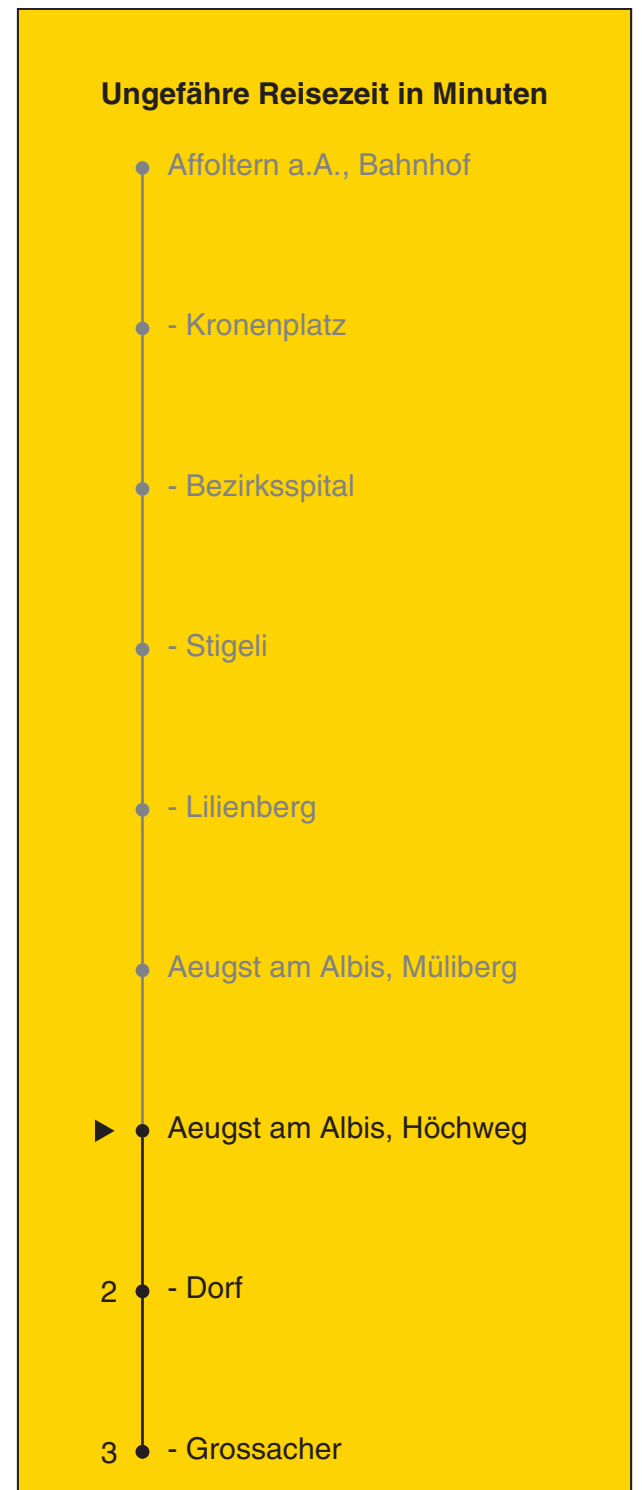 Ungefähre Reisezeit in Minuten
Affoltern a.A., Bahnhof
- Kronenplatz
- Bezirksspital
- Stigeli
- Lilienberg
Aeugst am Albis, Müliberg
Aeugst am Albis, Höchweg
2 - Dorf
3 - Grossacher